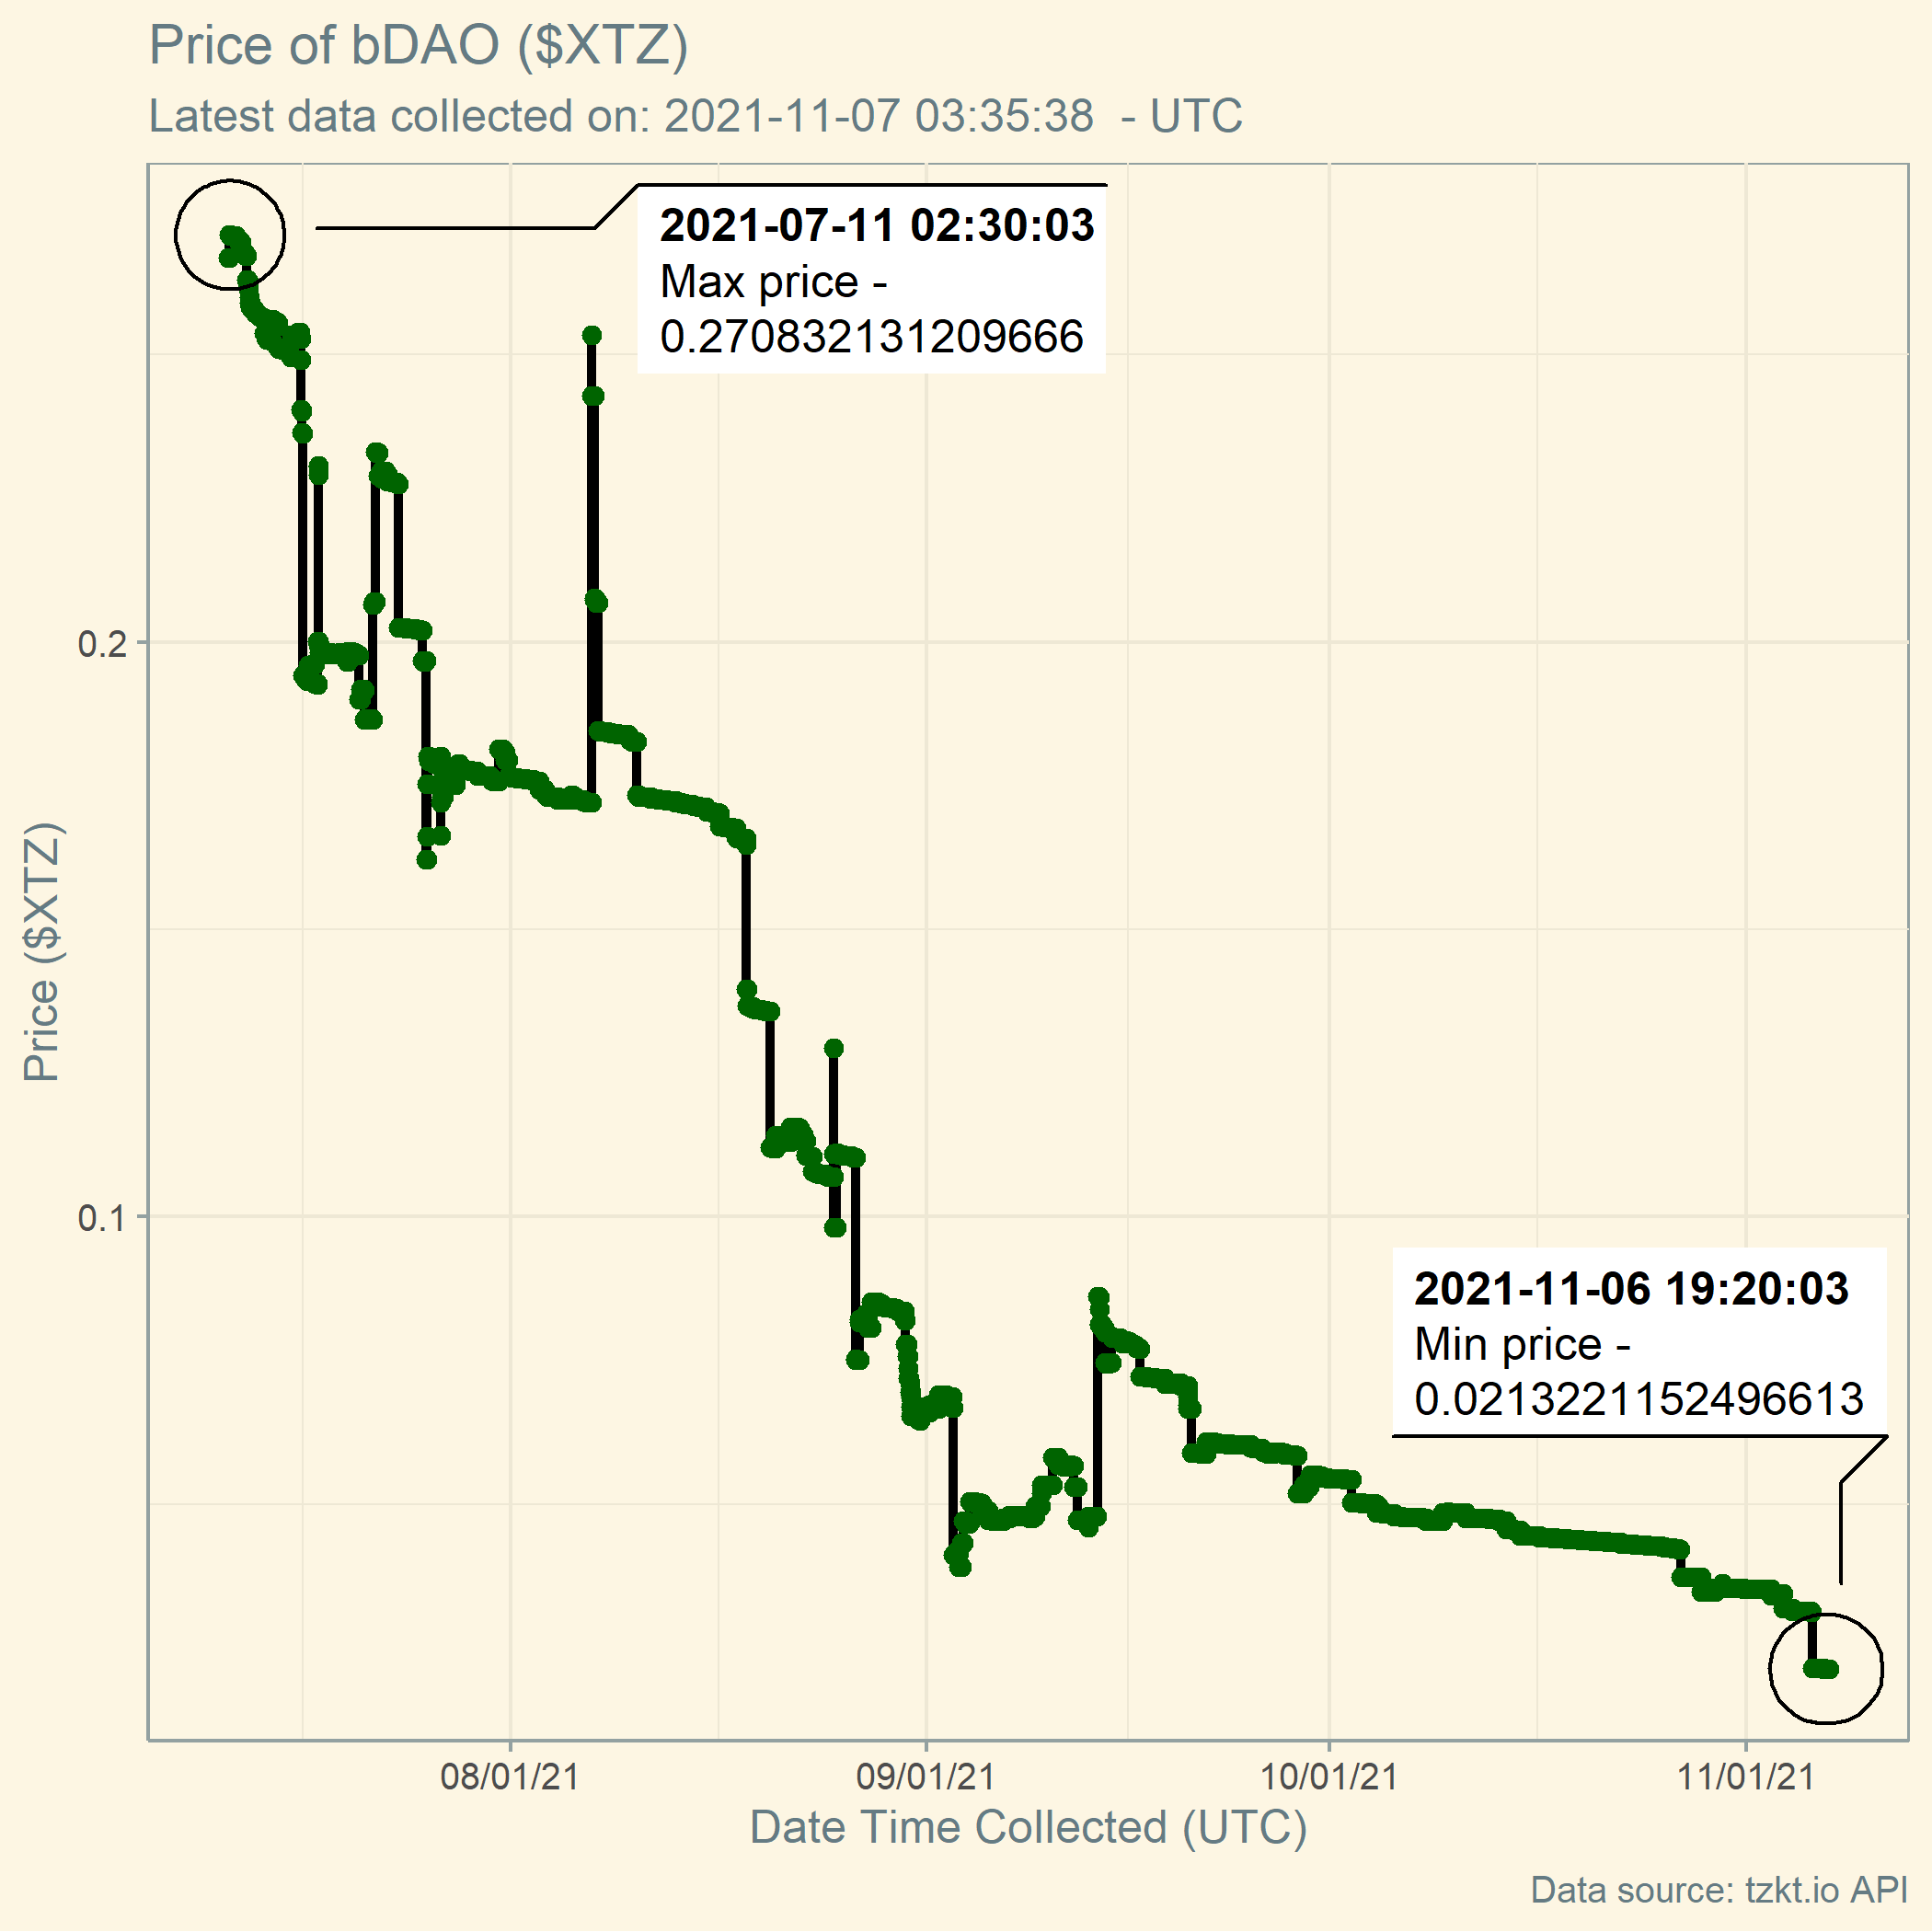 Price of bDAO ($XTZ)
Latest data collected on: 2021-11-07 03:35:38  - UTC
2021-07-11 02:30:03
Max price -
0.270832131209666
0.2
Price ($XTZ)
0.1
2021-11-06 19:20:03
Min price -
0.0213221152496613
08/01/21
09/01/21
10/01/21
11/01/21
Date Time Collected (UTC)
Data source: tzkt.io API